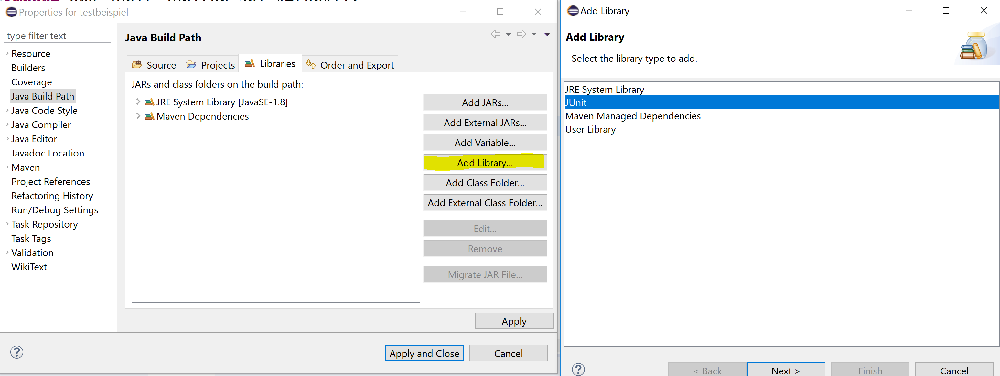 Properties for testbeispiel
type filter text
Resource
Builders
Coverage
Java Build Path
Java Code Style
Java Compiler
Java Editor
Javadoc Location
Maven
Project References
Refactoring History
Run/Debug Settings
Task Repository
Task Tags
Validation
WikiText
Java Build Path
Source Projects Libraries Order and Export
JARs and class folders on the build path:
JRE System Library [JavaSE-1.8]
Maven Dependencies
Add JARs...
Add External JARs...
Add Variable...
Add Library...
Add Class Folder...
Add External Class Folder...
Edit...
Remove
Migrate JAR File...
Apply
Apply and Close Cancel
Add Library
Add Library
Select the library type to add.
JRE System Library
JUnit
Maven Managed Dependencies
User Library
< Back Next > Finish Cancel